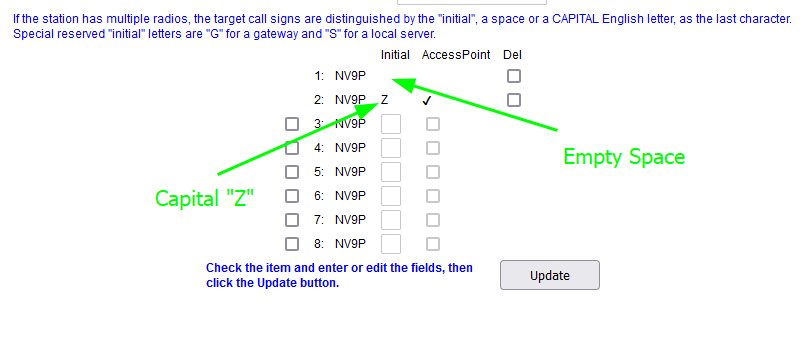 If the station has multiple radios, the target call signs are distinguished by the "initial", a space or a CAPITAL English letter, as the last character.
Special reserved "initial" letters are "G" for a gateway and "S" for a local server.
Initial AccessPoint Del
1: NV9P
2: NV9P Z ✓
3: NV9P
4: NV9P
5: NV9P
6: NV9P
7: NV9P
8: NV9P
Empty Space
Capital "Z"
Check the item and enter or edit the fields, then
click the Update button.
Update